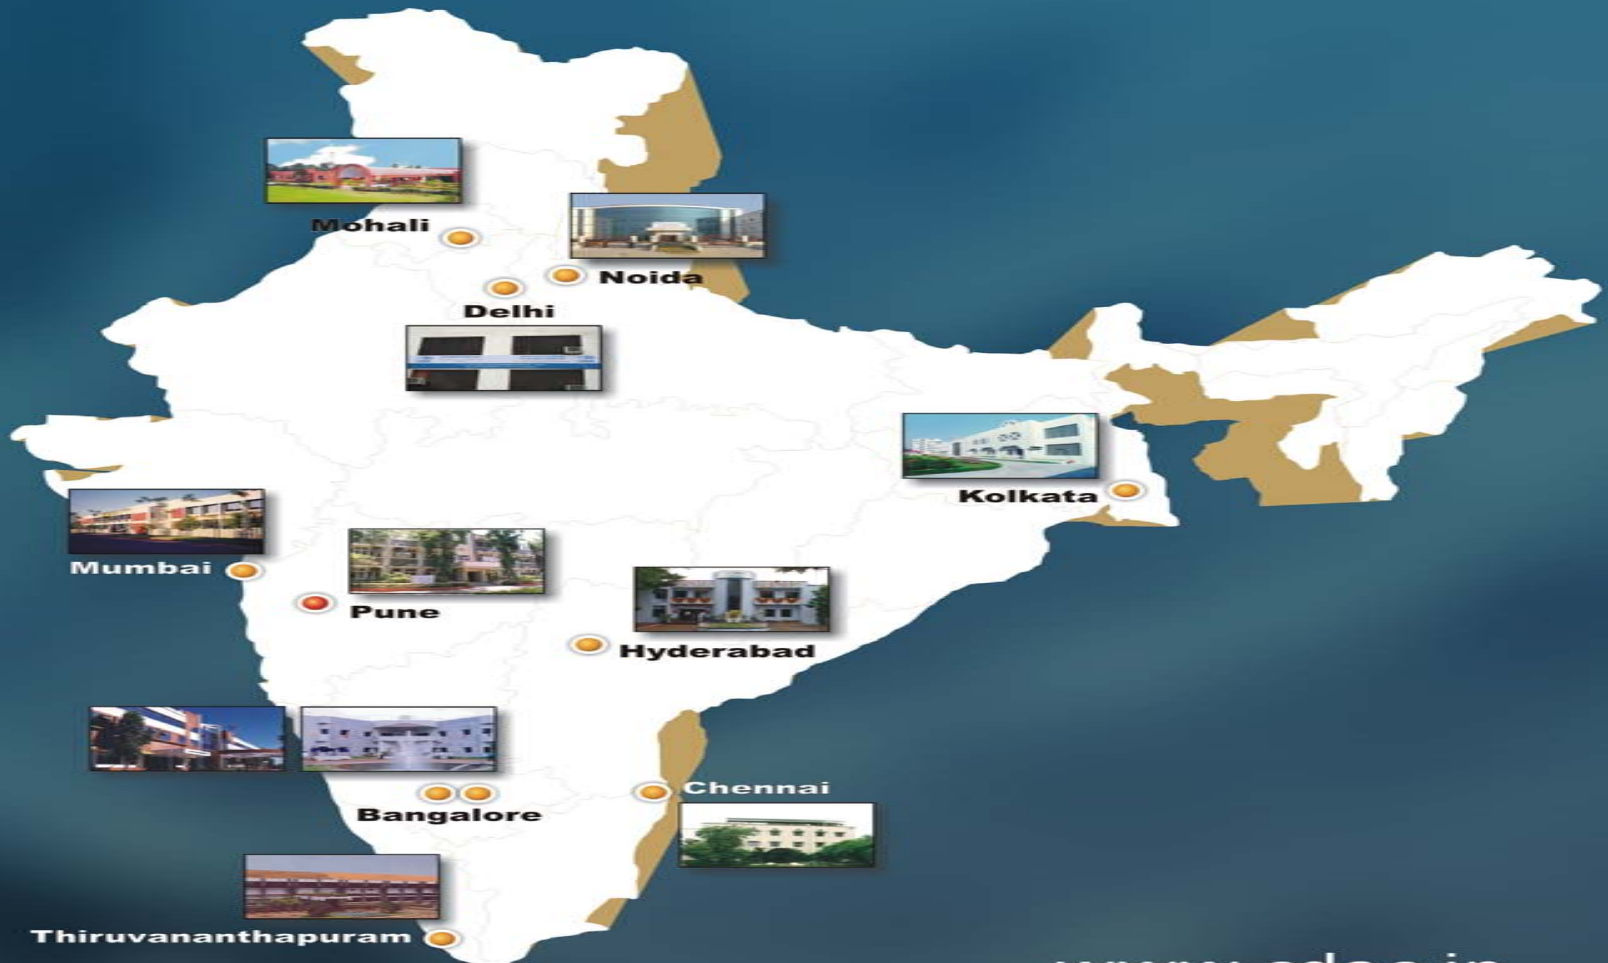 Mohali
Noida
Delhi
Kolkata
Mumbai
Pune
Hyderabad
Chennai
Bangalore
Thiruvananthapuram